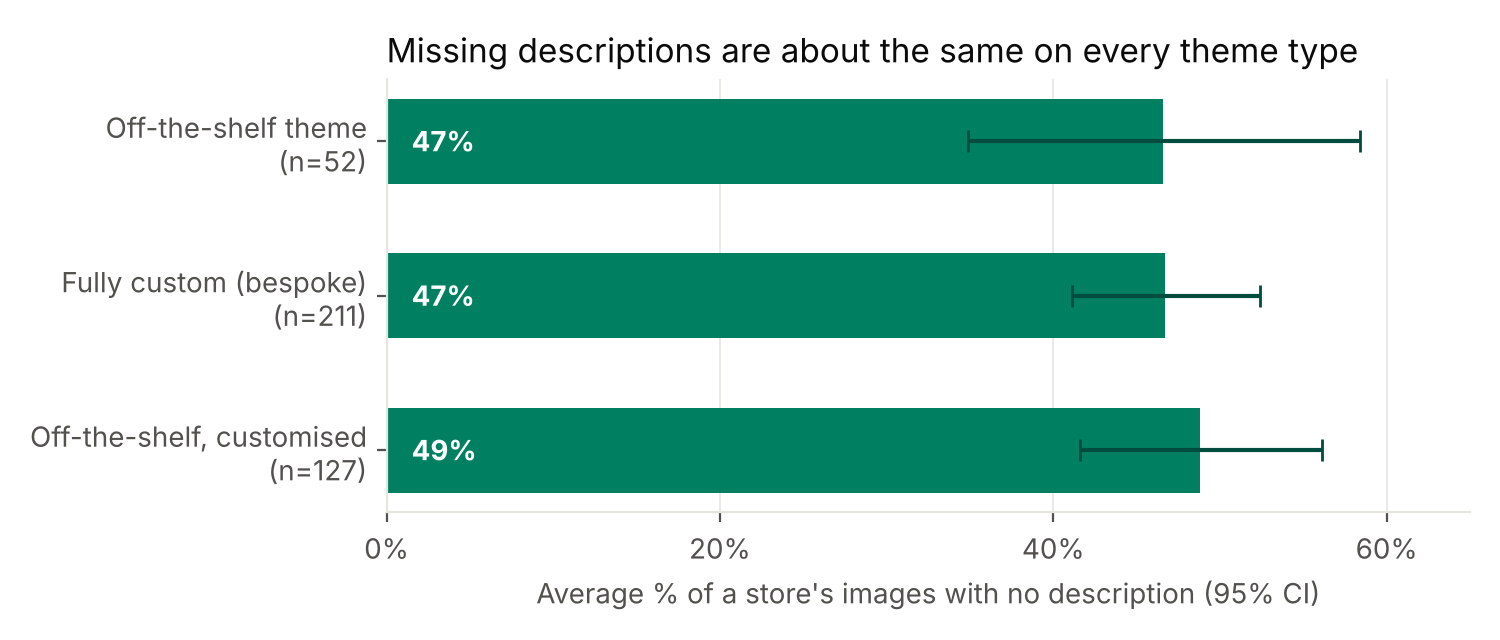 Missing descriptions are about the same on every theme type
Off-the-shelf theme
(n=52)
47%
Fully custom (bespoke)
(n=211)
47%
Off-the-shelf, customised
(n=127)
49%
0%
20%
40%
60%
Average % of a store's images with no description (95% CI)